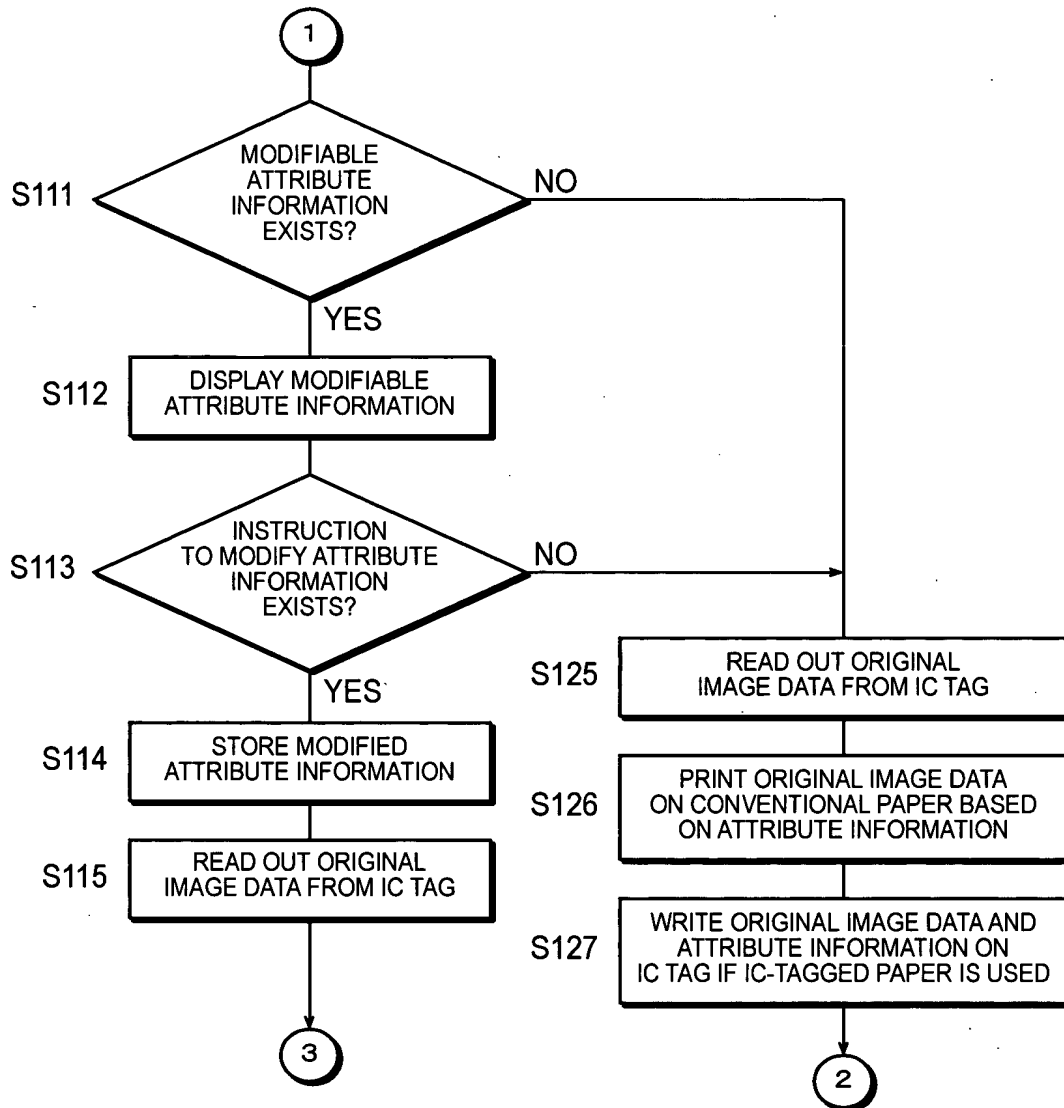 1
S111
MODIFIABLE
ATTRIBUTE
INFORMATION
EXISTS?
NO
YES
S112
DISPLAY MODIFIABLE
ATTRIBUTE INFORMATION
S113
INSTRUCTION
TO MODIFY ATTRIBUTE
INFORMATION
EXISTS?
NO
YES
S114
STORE MODIFIED
ATTRIBUTE INFORMATION
S115
READ OUT ORIGINAL
IMAGE DATA FROM IC TAG
3
S125
READ OUT ORIGINAL
IMAGE DATA FROM IC TAG
S126
PRINT ORIGINAL IMAGE DATA
ON CONVENTIONAL PAPER BASED
ON ATTRIBUTE INFORMATION
S127
WRITE ORIGINAL IMAGE DATA AND
ATTRIBUTE INFORMATION ON
IC TAG IF IC-TAGGED PAPER IS USED
2